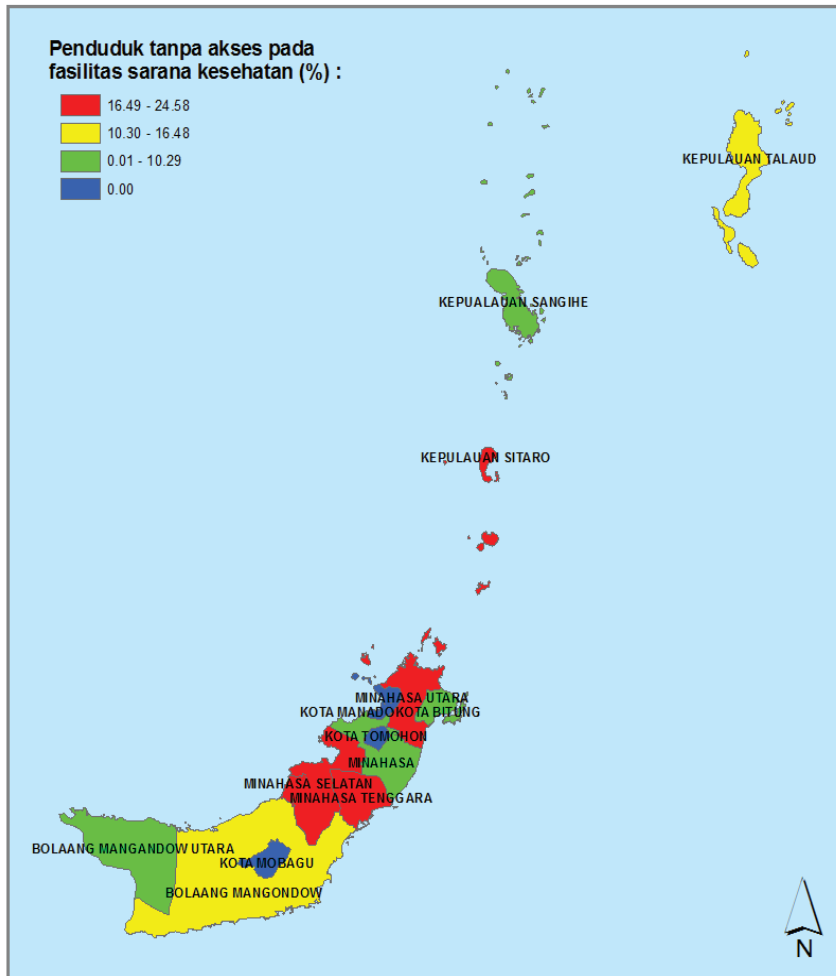 Penduduk tanpa akses pada
fasilitas sarana kesehatan (%) :
16.49 - 24.58
10.30 - 16.48
0.01 - 10.29
0.00
KEPULAUAN TALAUD
KEPUALAUAN SANGIHE
KEPULAUAN SITARO
MINAHASA UTARA
KOTA MANADO
KOTA BITUNG
KOTA TOMOHON
MINAHASA
MINAHASA SELATAN
MINAHASA TENGGARA
BOLAANG MANGANDOW UTARA
KOTA MOBAGU
BOLAANG MANGONDOW
N